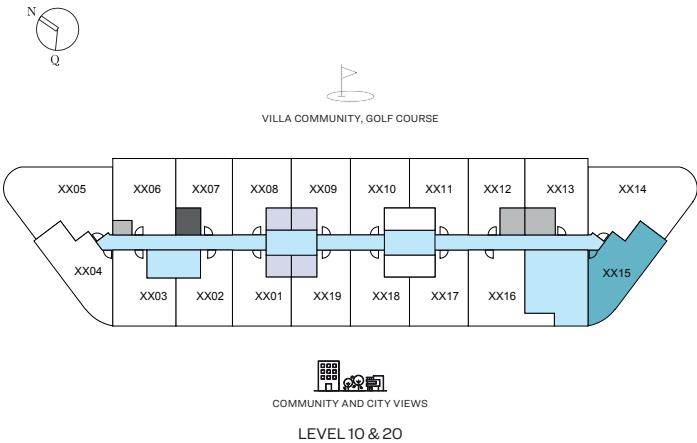 N
Q
VILLA COMMUNITY, GOLF COURSE
XX05 XX06 XX07 XX08 XX09 XX10 XX11 XX12 XX13 XX14
XX04 XX15
XX03 XX02 XX01 XX19 XX18 XX17 XX16
COMMUNITY AND CITY VIEWS
LEVEL 10 & 20